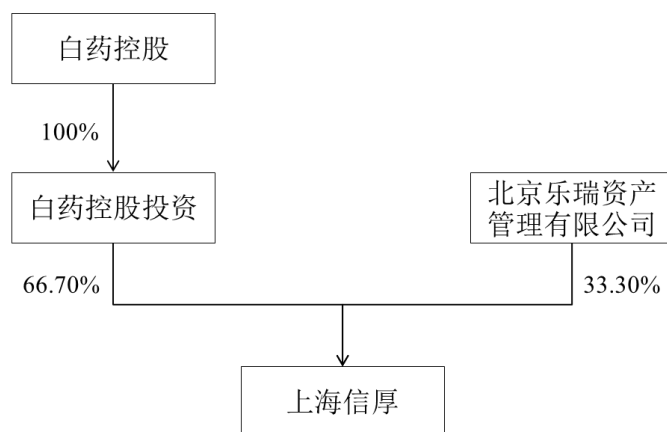 白药控股
100%
白药控股投资
北京乐瑞资产
管理有限公司
66.70%
33.30%
上海信厚